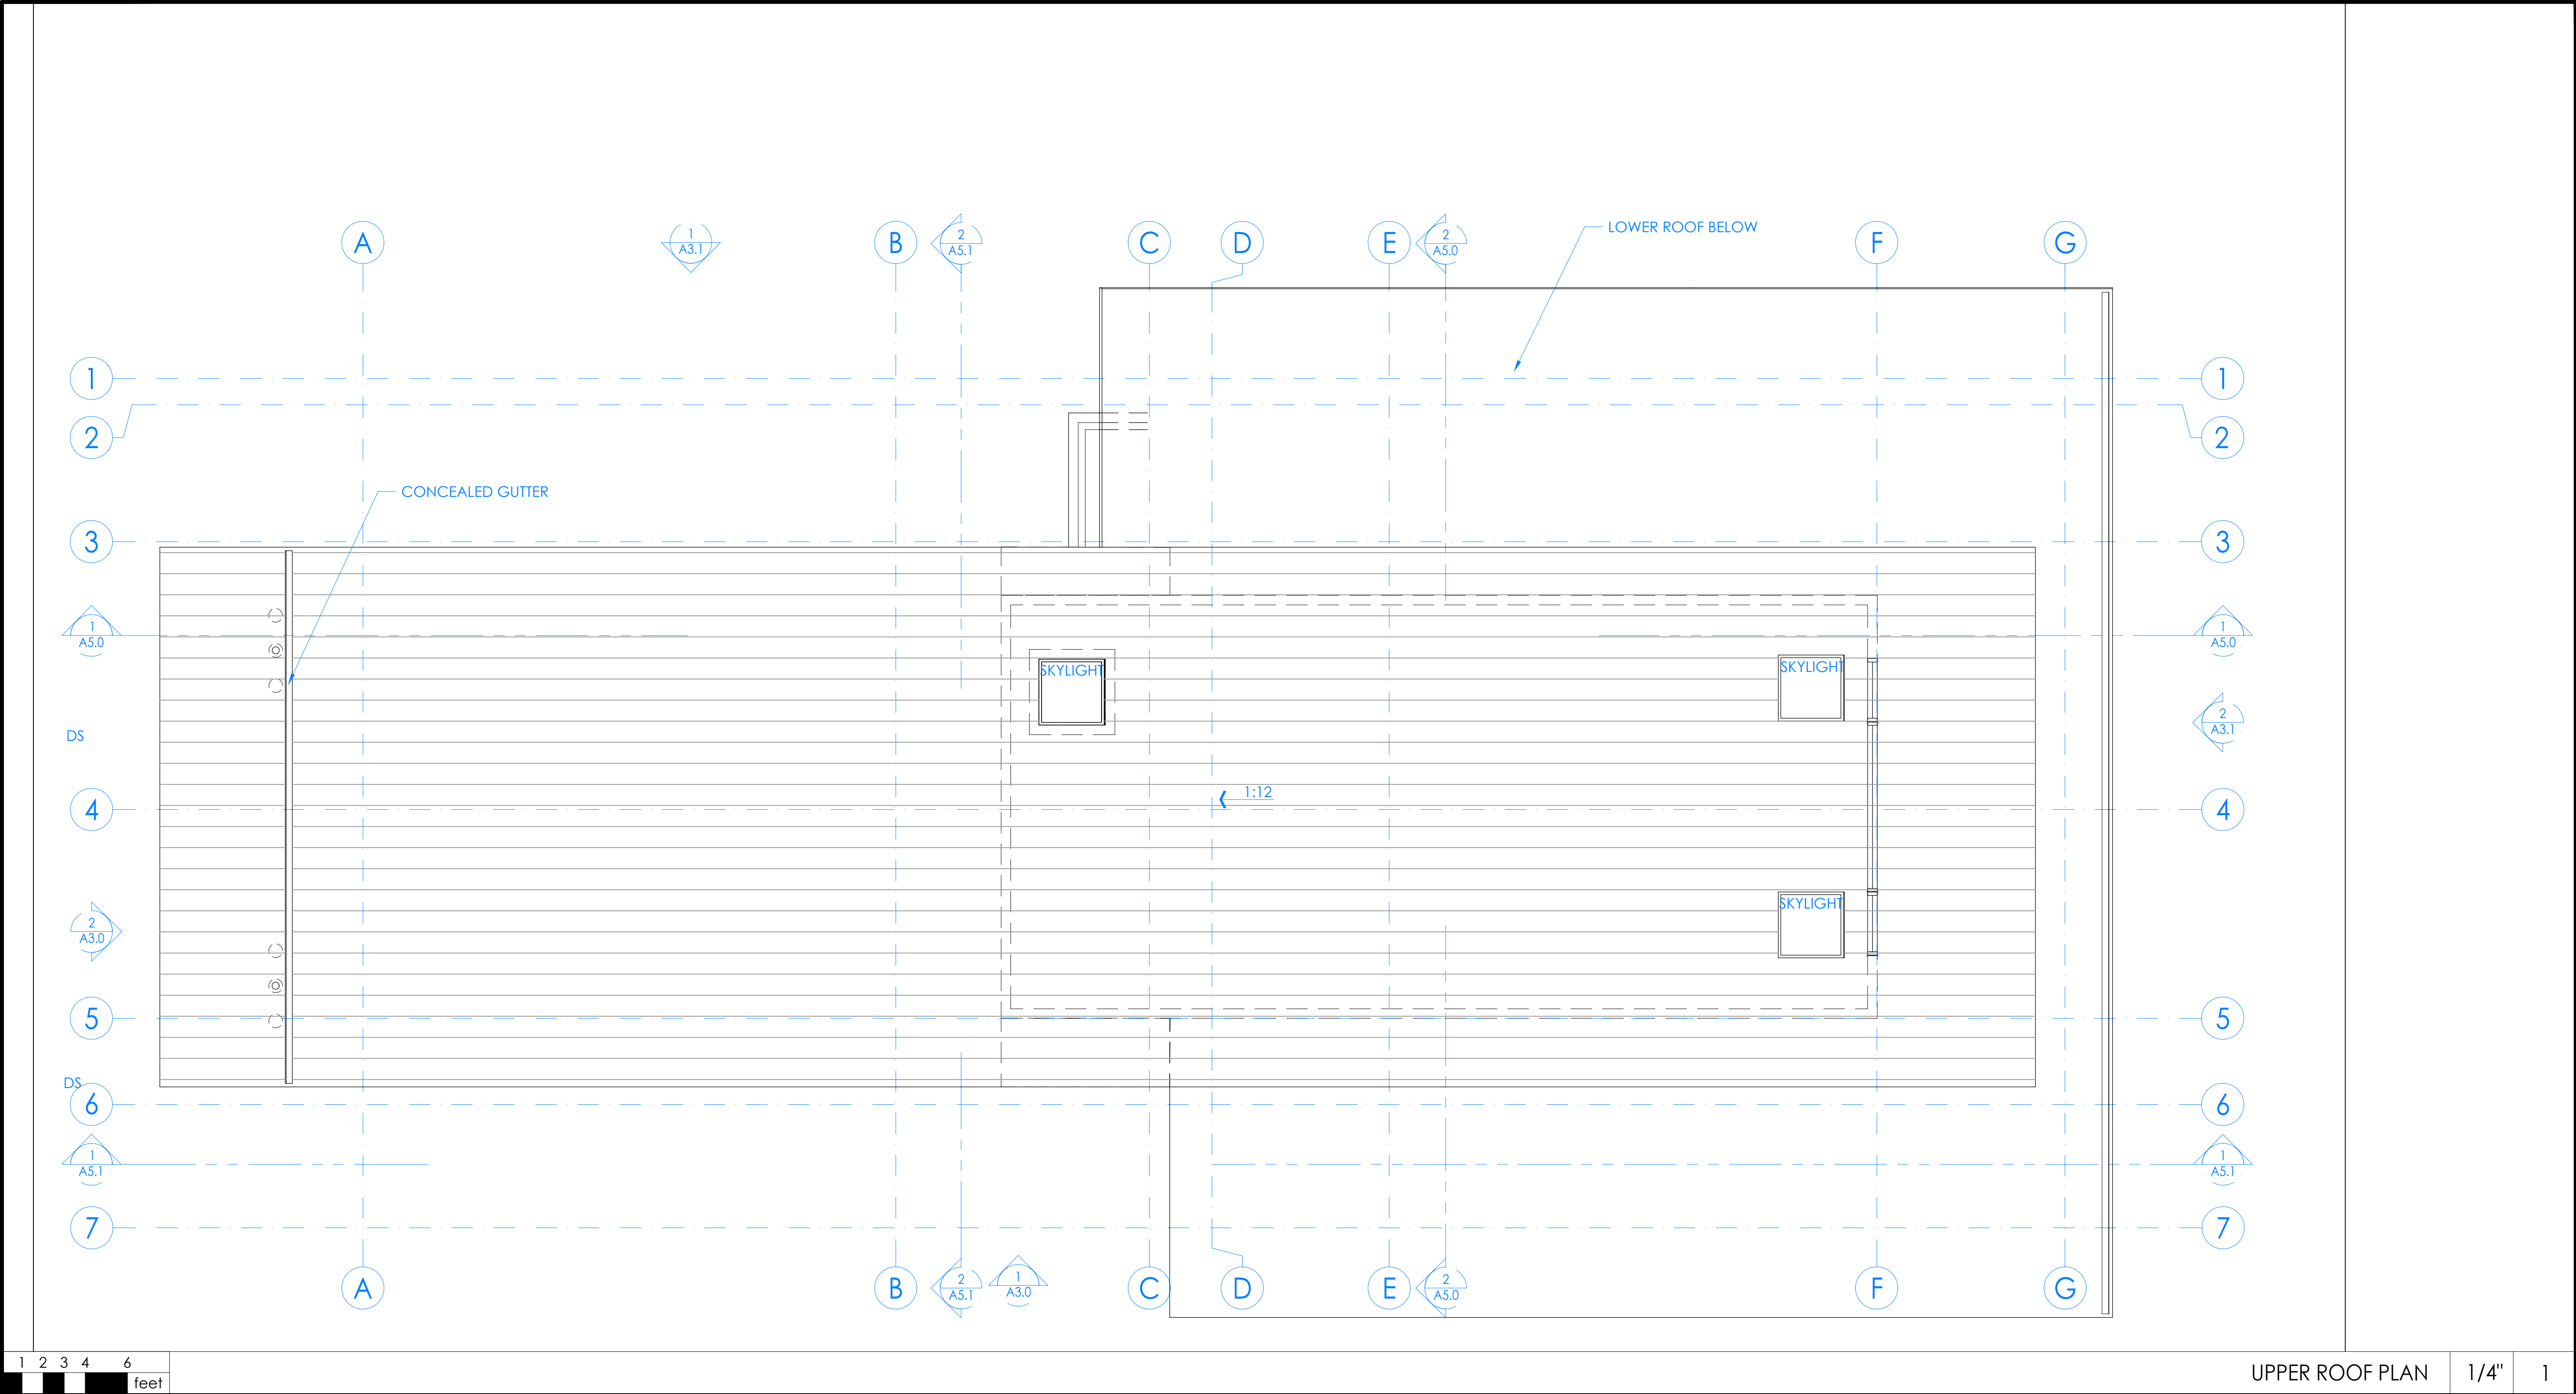 LOWER ROOF BELOW
A
1
A3.1
B
2
A5.1
C
D
E
2
A5.0
F
G
1
1
2
2
CONCEALED GUTTER
3
3
1
A5.0
1
A5.0
SKYLIGHT
SKYLIGHT
DS
2
A3.1
1:12
4
4
SKYLIGHT
2
A3.0
5
5
DS
6
6
1
A5.1
1
A5.1
7
7
A
B
2
A5.1
1
A3.0
C
D
E
2
A5.0
F
G
1 2 3 4 6
feet
UPPER ROOF PLAN 1/4" 1